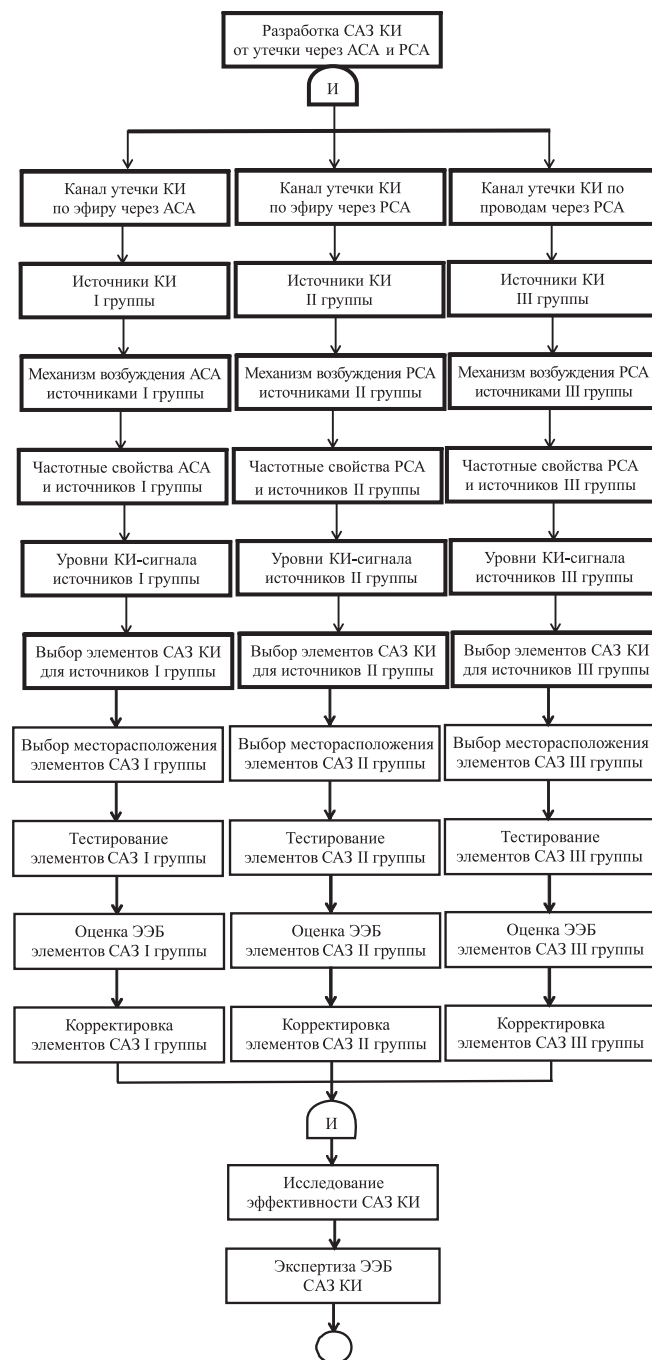 Разработка САЗ КИ
от утечки через АСА и РСА
И
Канал утечки КИ
по эфиру через АСА
Канал утечки КИ
по эфиру через РСА
Канал утечки КИ по
проводам через РСА
Источники КИ
I группы
Источники КИ
II группы
Источники КИ
III группы
Механизм возбуждения АСА
источниками I группы
Механизм возбуждения РСА
источниками II группы
Механизм возбуждения РСА
источниками III группы
Частотные свойства АСА
и источников I группы
Частотные свойства РСА
и источников II группы
Частотные свойства РСА
и источников III группы
Уровни КИ-сигнала
источников I группы
Уровни КИ-сигнала
источников II группы
Уровни КИ-сигнала
источников III группы
Выбор элементов САЗ КИ
для источников I группы
Выбор элементов САЗ КИ
для источников II группы
Выбор элементов САЗ КИ
для источников III группы
Выбор месторасположения
элементов САЗ I группы
Выбор месторасположения
элементов САЗ II группы
Выбор месторасположения
элементов САЗ III группы
Тестирование
элементов САЗ I группы
Тестирование
элементов САЗ II группы
Тестирование
элементов САЗ III группы
Оценка ЭЭБ
элементов САЗ I группы
Оценка ЭЭБ
элементов САЗ II группы
Оценка ЭЭБ
элементов САЗ III группы
Корректировка
элементов САЗ I группы
Корректировка
элементов САЗ II группы
Корректировка
элементов САЗ III группы
И
Исследование
эффективности САЗ КИ
Экспертиза ЭЭБ
САЗ КИ